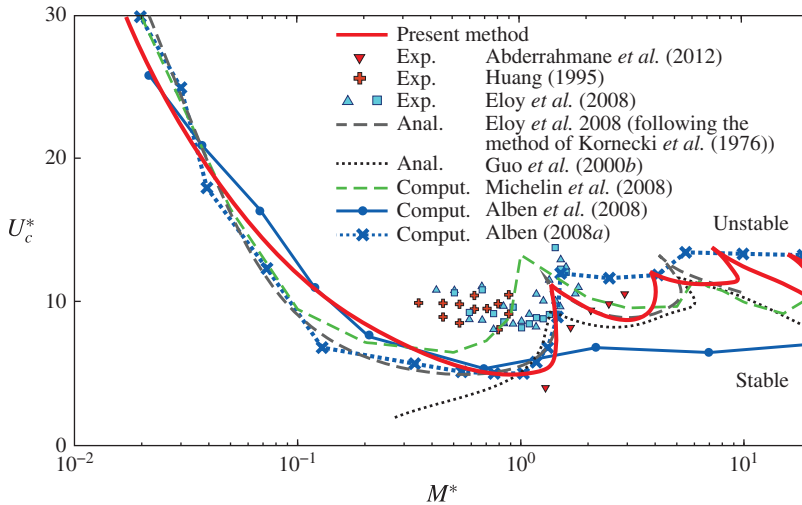 30
20
10
0
U*c
10−2
10−1
100
101
M*
Present method
Exp. Abderrahmane et al. (2012)
Exp. Huang (1995)
Exp. Eloy et al. (2008)
Anal. Eloy et al. 2008 (following the
method of Kornecki et al. (1976))
Anal. Guo et al. (2000b)
Comput. Michelin et al. 2008
Comput. Alben et al. (2008)
Comput. Alben (2008a)
Unstable
Stable